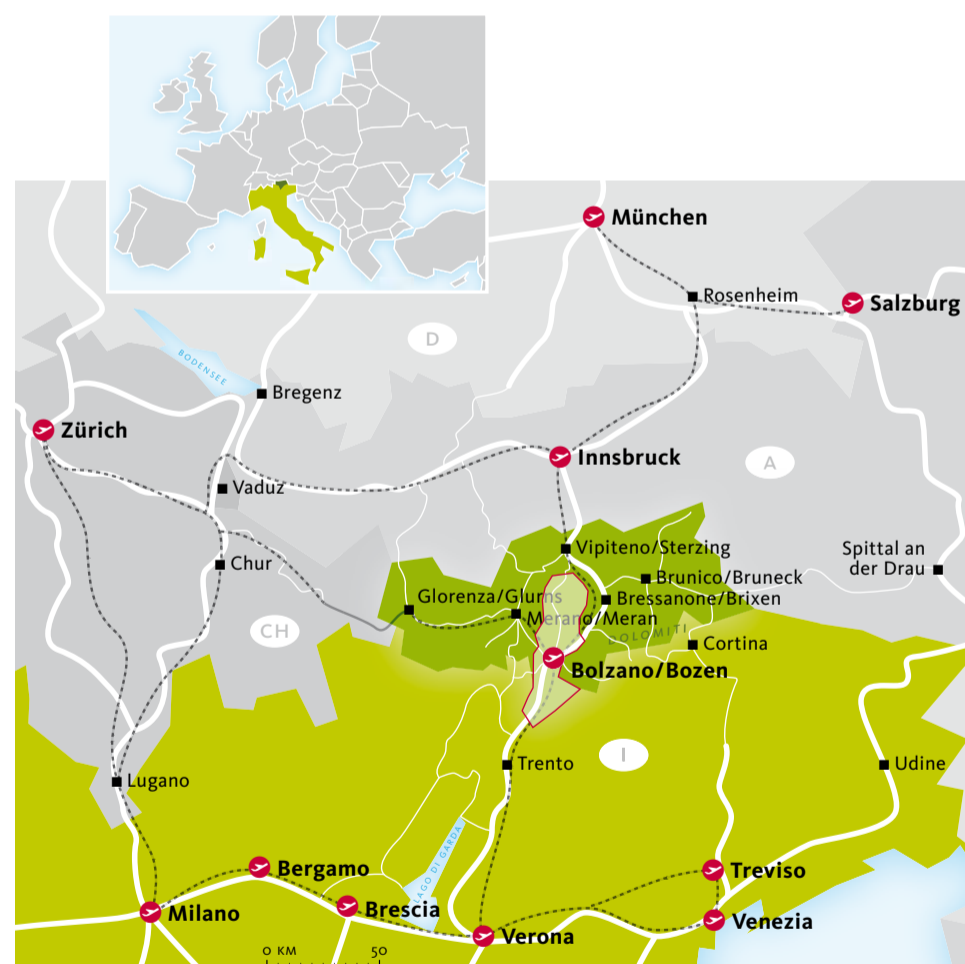 München
Rosenheim
Salzburg
D
BODENSEE
Bregenz
Zürich
Innsbruck
A
Vaduz
Vipiteno/Sterzing
Spittal an
der Drau
Chur
Brunico/Bruneck
Glorenza/Glurns
Bressanone/Brixen
Merano/Meran
CH
DOLOMITI
Cortina
Bolzano/Bozen
I
Trento
Udine
Lugano
LAGO DI GARDA
Bergamo
Treviso
Milano
Brescia
Venezia
Verona
0 KM 50